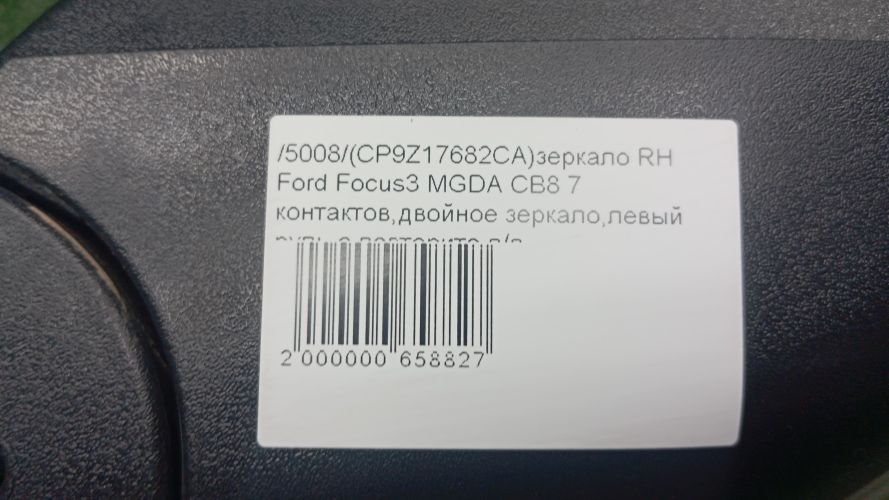 /5008/(CP9Z17682CA)зеркало RH
Ford Focus3 MGDA CB8 7
контактов,двойное зеркало,левый
2 000000 658827